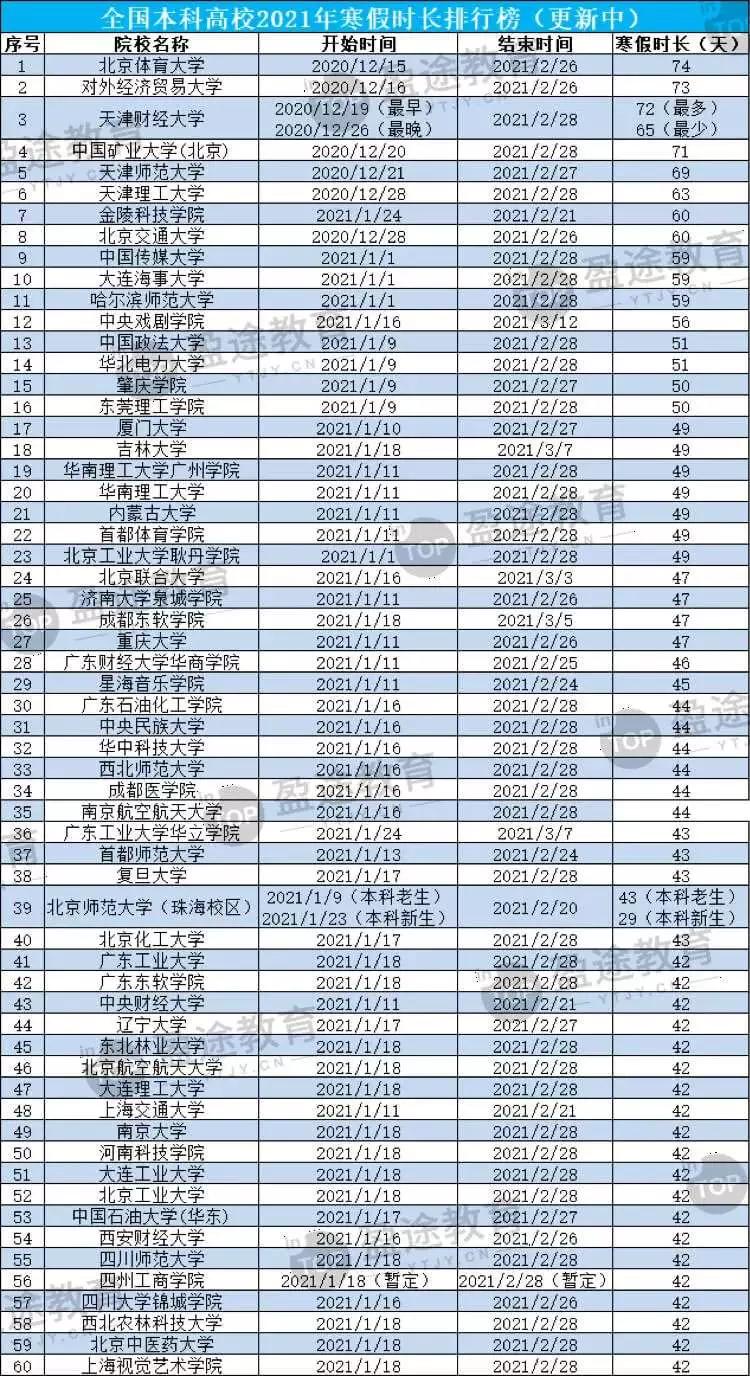 全国本科高校2021年寒假时长排行榜（更新中）
序号 院校名称 开始时间 结束时间 寒假时长（天）
1 北京体育大学 2020/12/15 2021/2/26 74
2 对外经济贸易大学 2020/12/16 2021/2/26 73
3 天津财经大学 2020/12/19（最早） 2020/12/26（最晚） 2021/2/28 72（最多） 65（最少）
4 中国矿业大学(北京) 2020/12/20 2021/2/28 71
5 天津师范大学 2020/12/21 2021/2/27 69
6 天津理工大学 2020/12/28 2021/2/28 63
7 金陵科技学院 2021/1/24 2021/2/21 60
8 北京交通大学 2020/12/28 2021/2/26 60
9 中国传媒大学 2021/1/1 2021/2/28 59
10 大连海事大学 2021/1/1 2021/2/28 59
11 哈尔滨师范大学 2021/1/1 2021/2/28 59
12 中央戏剧学院 2021/1/16 2021/3/12 56
13 中国政法大学 2021/1/9 2021/2/28 51
14 华北电力大学 2021/1/9 2021/2/28 51
15 肇庆学院 2021/1/9 2021/2/27 50
16 东莞理工学院 2021/1/9 2021/2/28 50
17 厦门大学 2021/1/10 2021/2/27 49
18 吉林大学 2021/1/18 2021/3/7 49
19 华南理工大学广州学院 2021/1/11 2021/2/28 49
20 华南理工大学 2021/1/11 2021/2/28 49
21 内蒙古大学 2021/1/11 2021/2/28 49
22 首都体育学院 2021/1/11 2021/2/28 49
23 北京工业大学耿丹学院 2021/1/1 2021/2/28 49
24 北京联合大学 2021/1/16 2021/3/3 47
25 济南大学泉城学院 2021/1/11 2021/2/26 47
26 成都东软学院 2021/1/18 2021/3/5 47
27 重庆大学 2021/1/11 2021/2/26 47
28 广东财经大学华商学院 2021/1/11 2021/2/25 46
29 星海音乐学院 2021/1/11 2021/2/24 45
30 广东石油化工学院 2021/1/16 2021/2/28 44
31 中央民族大学 2021/1/16 2021/2/28 44
32 华中科技大学 2021/1/16 2021/2/28 44
33 西北师范大学 2021/1/16 2021/2/28 44
34 成都医学院 2021/1/16 2021/2/28 44
35 南京航空航天大学 2021/1/16 2021/2/28 44
36 广东工业大学华立学院 2021/1/24 2021/3/7 43
37 首都师范大学 2021/1/13 2021/2/24 43
38 复旦大学 2021/1/17 2021/2/28 43
39 北京师范大学（珠海校区） 2021/1/9（本科老生） 2021/1/23（本科新生） 2021/2/20 43（本科老生） 29（本科新生）
40 北京化工大学 2021/1/17 2021/2/28 43
41 广东工业大学 2021/1/18 2021/2/28 42
42 广东东软学院 2021/1/18 2021/2/28 42
43 中央财经大学 2021/1/11 2021/2/21 42
44 辽宁大学 2021/1/17 2021/2/27 42
45 东北林业大学 2021/1/18 2021/2/28 42
46 北京航空航天大学 2021/1/18 2021/2/28 42
47 大连理工大学 2021/1/18 2021/2/28 42
48 上海交通大学 2021/1/11 2021/2/21 42
49 南京大学 2021/1/18 2021/2/28 42
50 河南科技学院 2021/1/18 2021/2/28 42
51 大连工业大学 2021/1/18 2021/2/28 42
52 北京工业大学 2021/1/18 2021/2/28 42
53 中国石油大学(华东) 2021/1/17 2021/2/27 42
54 西安财经大学 2021/1/16 2021/2/26 42
55 四川师范大学 2021/1/18 2021/2/28 42
56 四州工商学院 2021/1/18（暂定） 2021/2/28（暂定） 42
57 四川大学锦城学院 2021/1/16 2021/2/26 42
58 西北农林科技大学 2021/1/18 2021/2/28 42
59 北京中医药大学 2021/1/18 2021/2/28 42
60 上海视觉艺术学院 2021/1/18 2021/2/28 42
盈途教育
YTJY.CN
in TOP